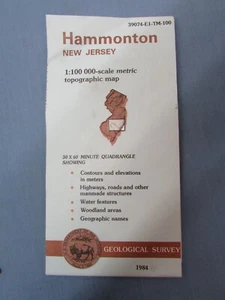 39074-E1-TM-100
Hammonton
NEW JERSEY
1:100 000-scale metric
topographic map
30 X 60 MINUTE QUADRANGLE
SHOWING
• Contours and elevations
in meters
• Highways, roads and other
manmade structures
• Water features
• Woodland areas
• Geographic names
GEOLOGICAL SURVEY
1984